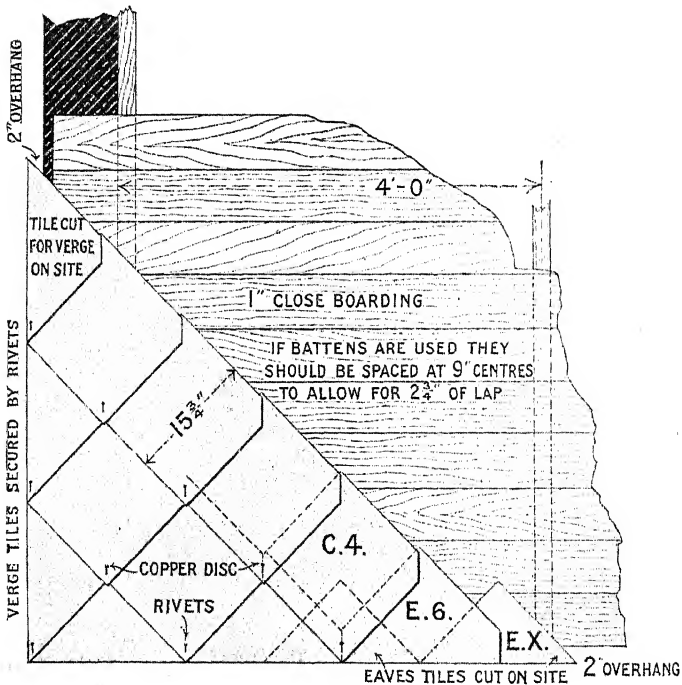 2" OVERHANG
4'-0"
TILE CUT
FOR VERGE
ON SITE
1" CLOSE BOARDING
IF BATTENS ARE USED THEY
SHOULD BE SPACED AT 9" CENTRES
TO ALLOW FOR 2¾" OF LAP
15¾"
VERGE TILES SECURED BY RIVETS
C.4.
COPPER DISC
RIVETS
E.6.
E.X.
EAVES TILES CUT ON SITE
2" OVERHANG